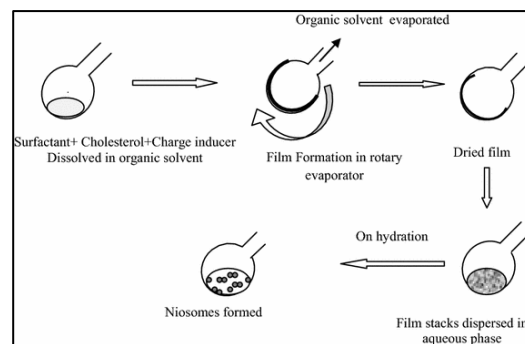 Organic solvent evaporated
Surfactant+ Cholesterol+Charge inducer
Dissolved in organic solvent
Film Formation in rotary
evaporator
Dried film
On hydration
Niosomes formed
Film stacks dispersed in
aqueous phase